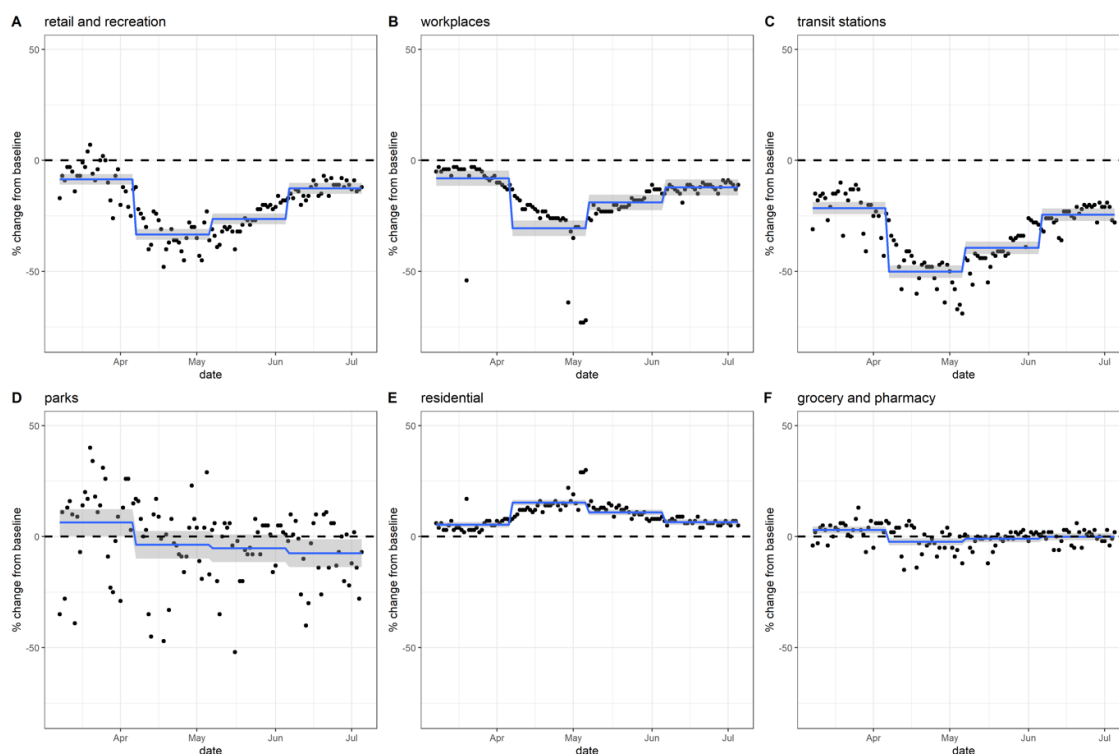 A retail and recreation
B workplaces
C transit stations
50
0
-50
% change from baseline
Apr May Jun Jul
date
50
0
-50
% change from baseline
Apr May Jun Jul
date
50
0
-50
% change from baseline
Apr May Jun Jul
date
D parks
E residential
F grocery and pharmacy
50
0
-50
% change from baseline
Apr May Jun Jul
date
50
0
-50
% change from baseline
Apr May Jun Jul
date
50
0
-50
% change from baseline
Apr May Jun Jul
date